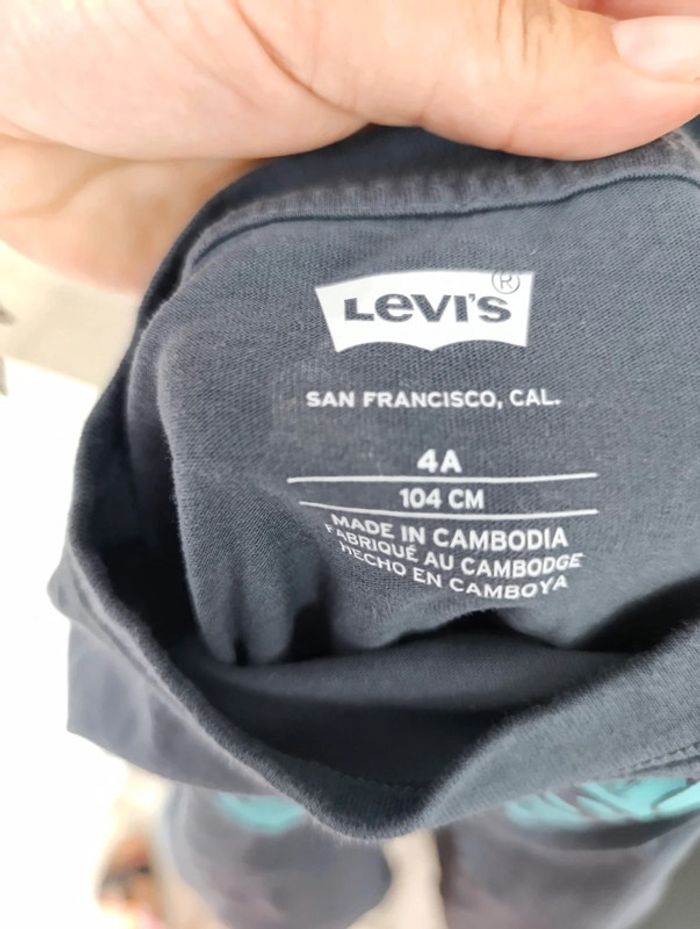 LEVI'S ®
SAN FRANCISCO, CAL.
4A
104 CM
MADE IN CAMBODIA
FABRIQUÉ AU CAMBODGE
HECHO EN CAMBOYA